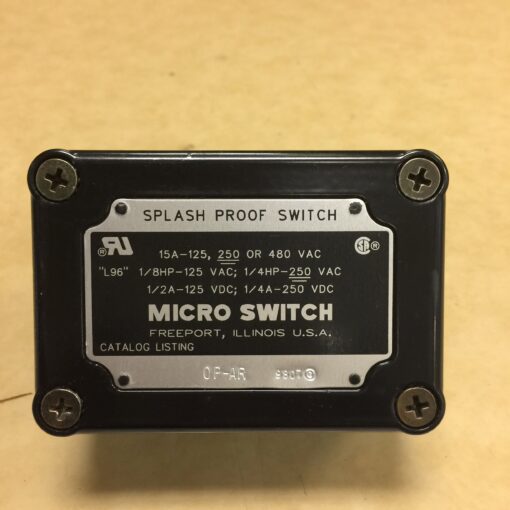 SPLASH PROOF SWITCH
15A-125, 250 OR 480 VAC
"L96" 1/8HP-125 VAC; 1/4HP-250 VAC
1/2A-125 VDC; 1/4A-250 VDC
MICRO SWITCH
FREEPORT, ILLINOIS U.S.A.
CATALOG LISTING
OP-AR